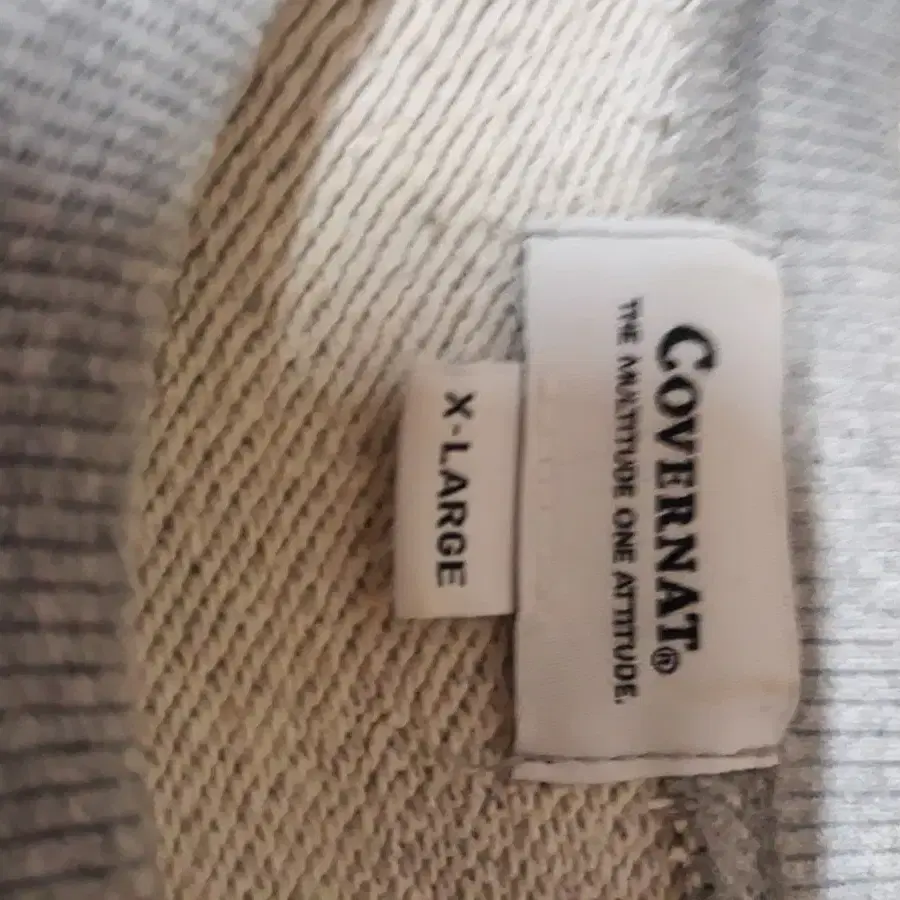 COVERNAT®
THE MULTITUDE ONE ATTITUDE.
X-LARGE